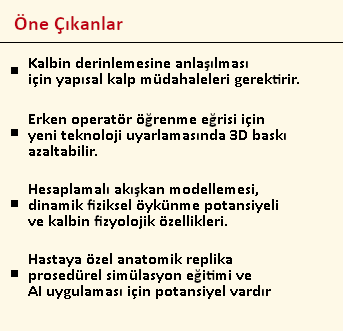 Öne Çıkanlar
Kalbin derinlemesine anlaşılması
için yapısal kalp müdahaleleri gerektirir.
Erken operatör öğrenme eğrisi için
yeni teknoloji uyarlamasında 3D baskı
azaltabilir.
Hesaplamalı akışkan modellemesi,
dinamik fiziksel öykünme potansiyeli
ve kalbin fizyolojik özellikleri.
Hastaya özel anatomik replika
prosedürel simülasyon eğitimi ve
AI uygulaması için potansiyel vardır